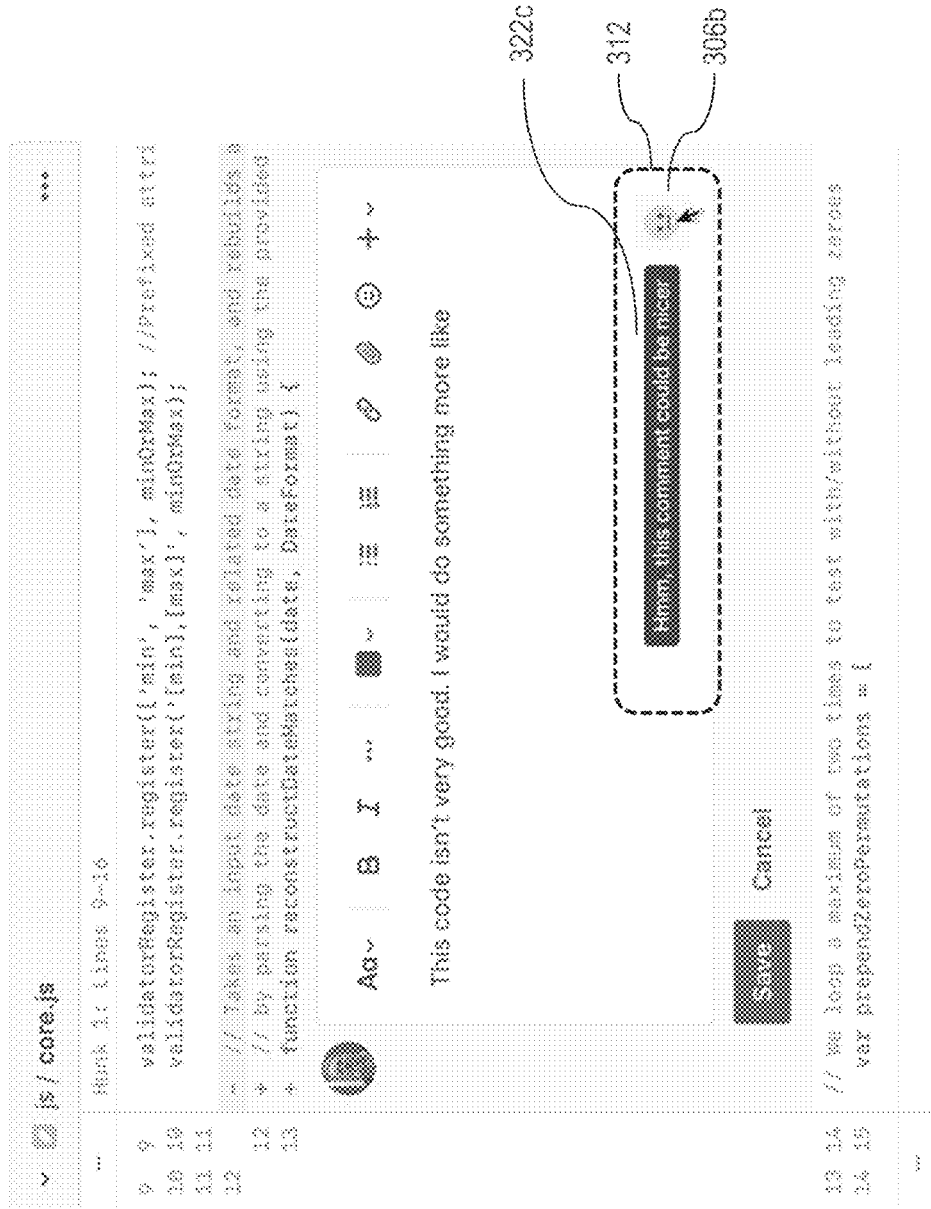 js / core.js
...
... Hunk 1: Lines 9-16
9 9 validatorRegister.register(['min', 'max'], minOrMax); //Prefixed attri
10 10 validatorRegister.register('[min],[max]', minOrMax);
11 11
12 - // Takes an input date string and related date format, and rebuilds a
12 + // by parsing the date and converting to a string using the provided
13 + function reconstructDateMatches(date, DateFormat) {
Aa B I ...
This code isn't very good. I would do something more like
322c
Hmm, this comment could be nicer
312
306b
Save Cancel
13 14 // We loop a maximum of two times to test with/without leading zeroes
14 15 var prependZeroPermutations = [
...